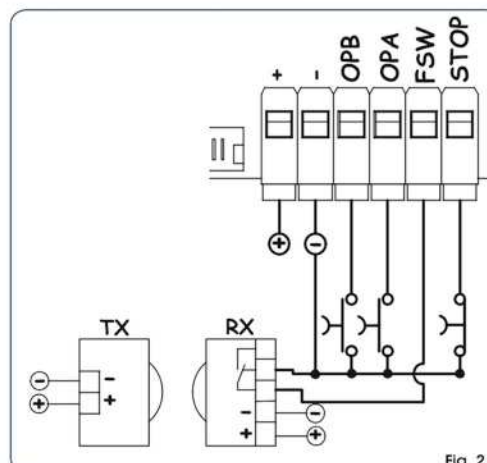 + - OPB OPA FSW STOP
+ -
TX RX
- -
+ +
- -
+ +
Fig. 2